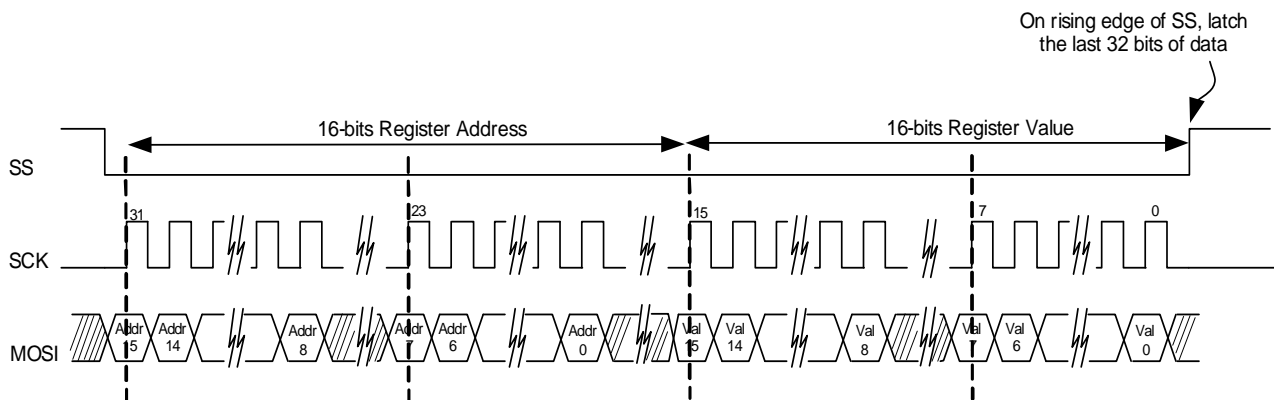 On rising edge of SS, latch
the last 32 bits of data
16-bits Register Address
16-bits Register Value
SS
31
23
15
7
0
SCK
Addr
15
Addr
14
Addr
8
Addr
7
Addr
6
Addr
0
Val
15
Val
14
Val
8
Val
7
Val
6
Val
0
MOSI